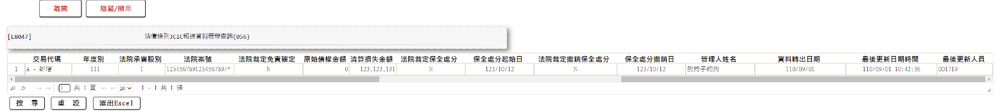 離開 隱藏/顯示
[L8047] 消債條列JCIC報送資料歷程查詢(056)
交易代碼 年度別 法院承審股別 法院案號 法院裁定免責確定 原始債權金額 清算損失金額 法院裁定保全處分 保全處分起始日 法院裁定撤銷保全處分 保全處分撤銷日 管理人姓名 資料轉出日期 最後更新日期時間 最後更新人員
1 A - 新增 111 1 123456789123456789/* N 0 123,123,131 N 123/10/12 N 123/10/12 脫椅子的狗 110/09/01 110/09/01 10:42:36 001719
1 共 1 頁 20 1 - 1 共 1 條
搜 尋 重 設 匯出Excel